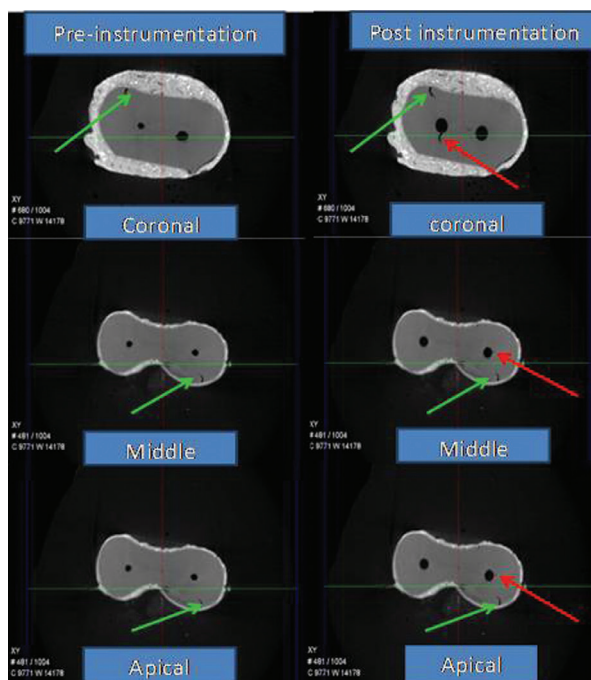 Pre-instrumentation
Post instrumentation
XY
# 680 / 1004
C 9771 W 14178
Coronal
XY
# 680 / 1004
C 9771 W 14178
coronal
XY
# 481 / 1004
C 9771 W 14178
Middle
XY
# 481 / 1004
C 9771 W 14178
Middle
XY
# 481 / 1004
C 9771 W 14178
Apical
XY
# 481 / 1004
C 9771 W 14178
Apical